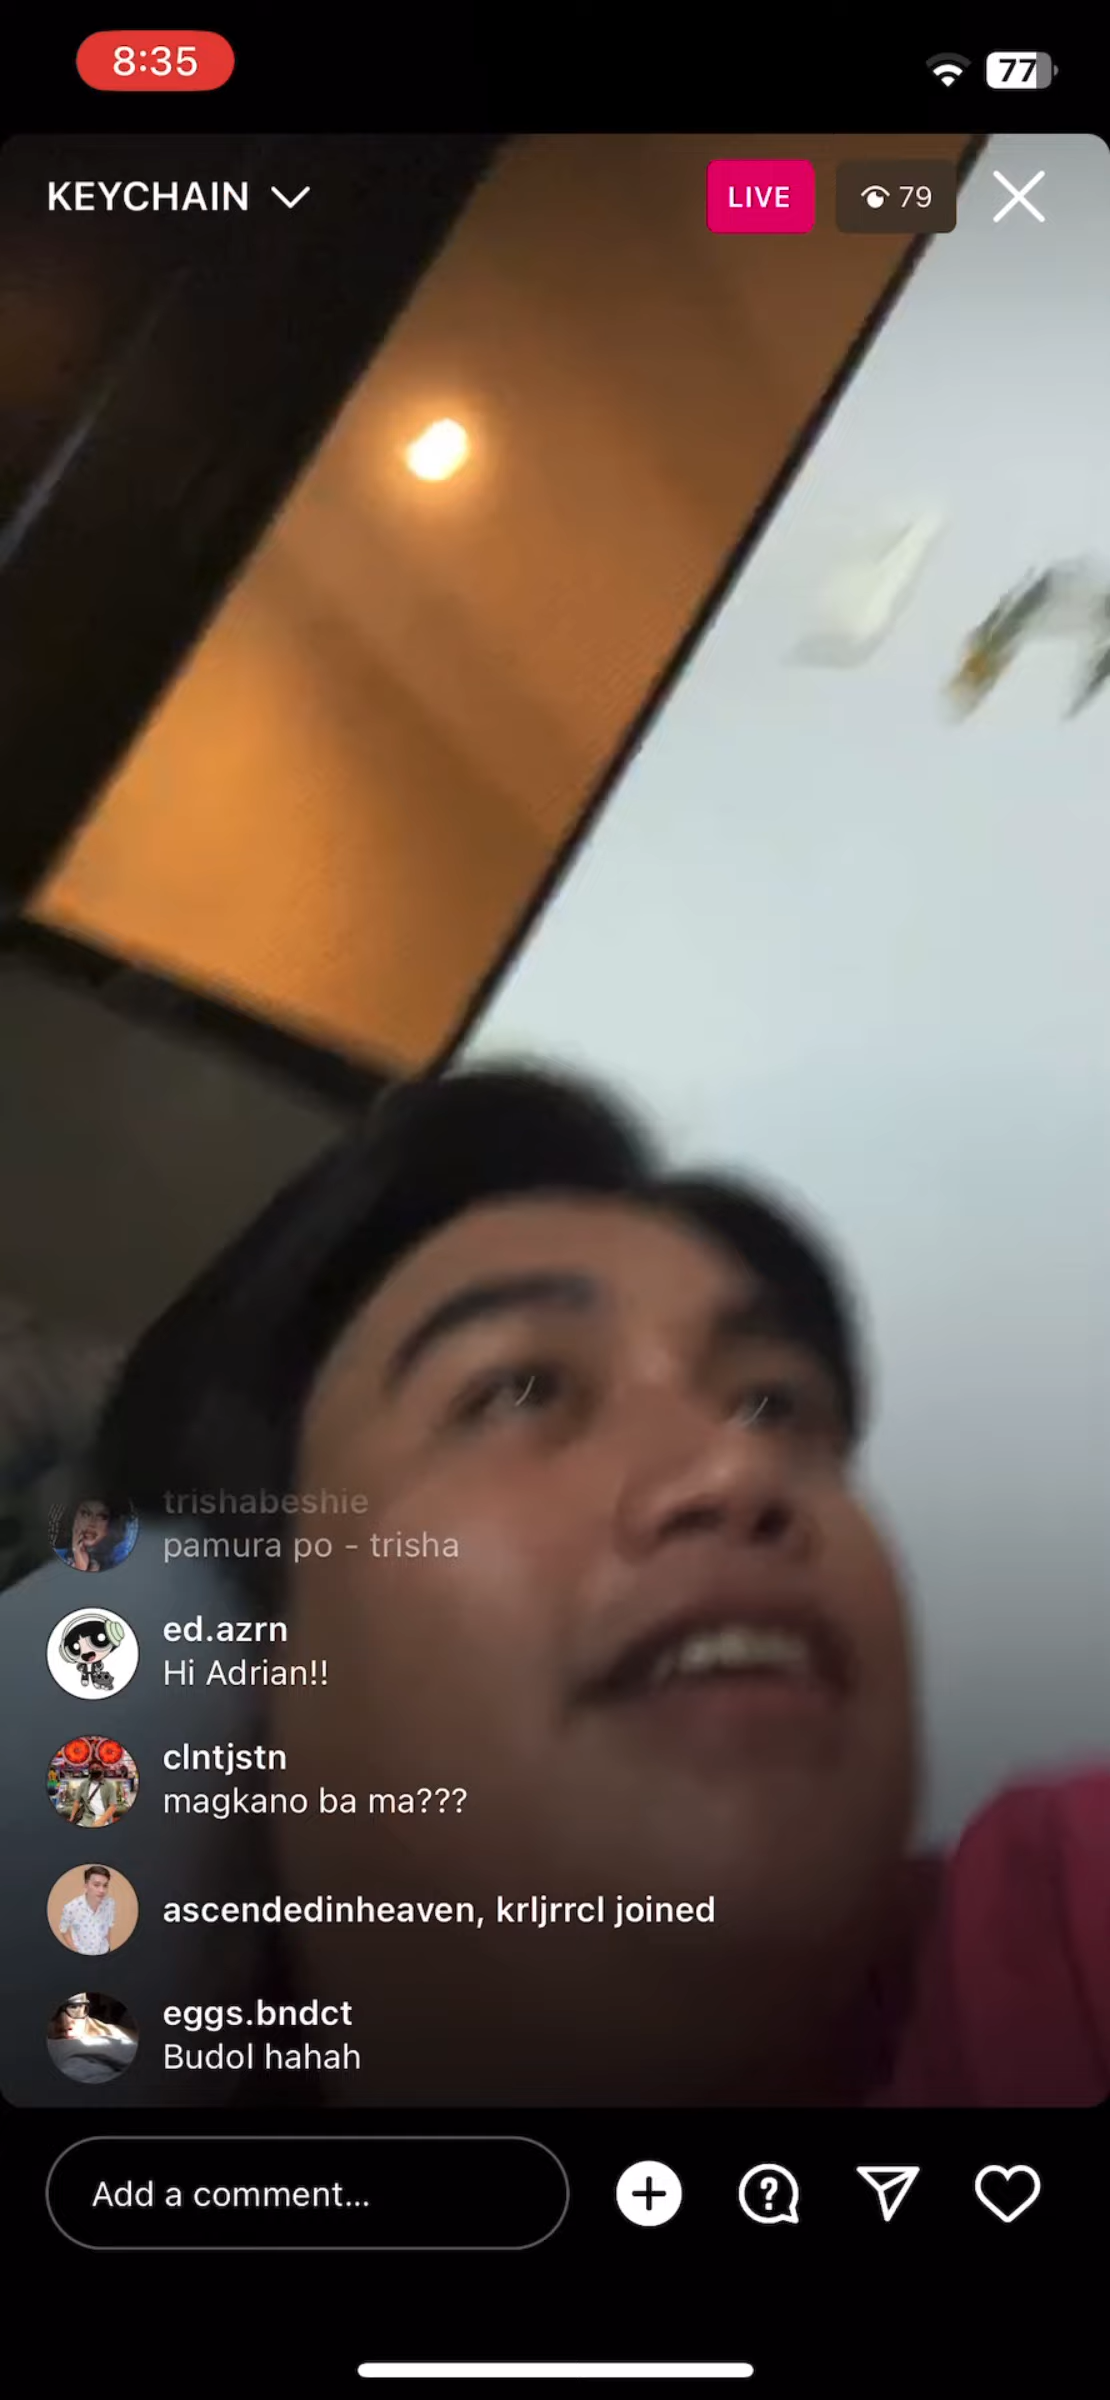 8:35
77
KEYCHAIN
LIVE
79
trishabeshie
pamura po - trisha
ed.azrn
Hi Adrian!!
clntjstn
magkano ba ma???
ascendedinheaven, krljrrcl joined
eggs.bndct
Budol hahah
Add a comment...